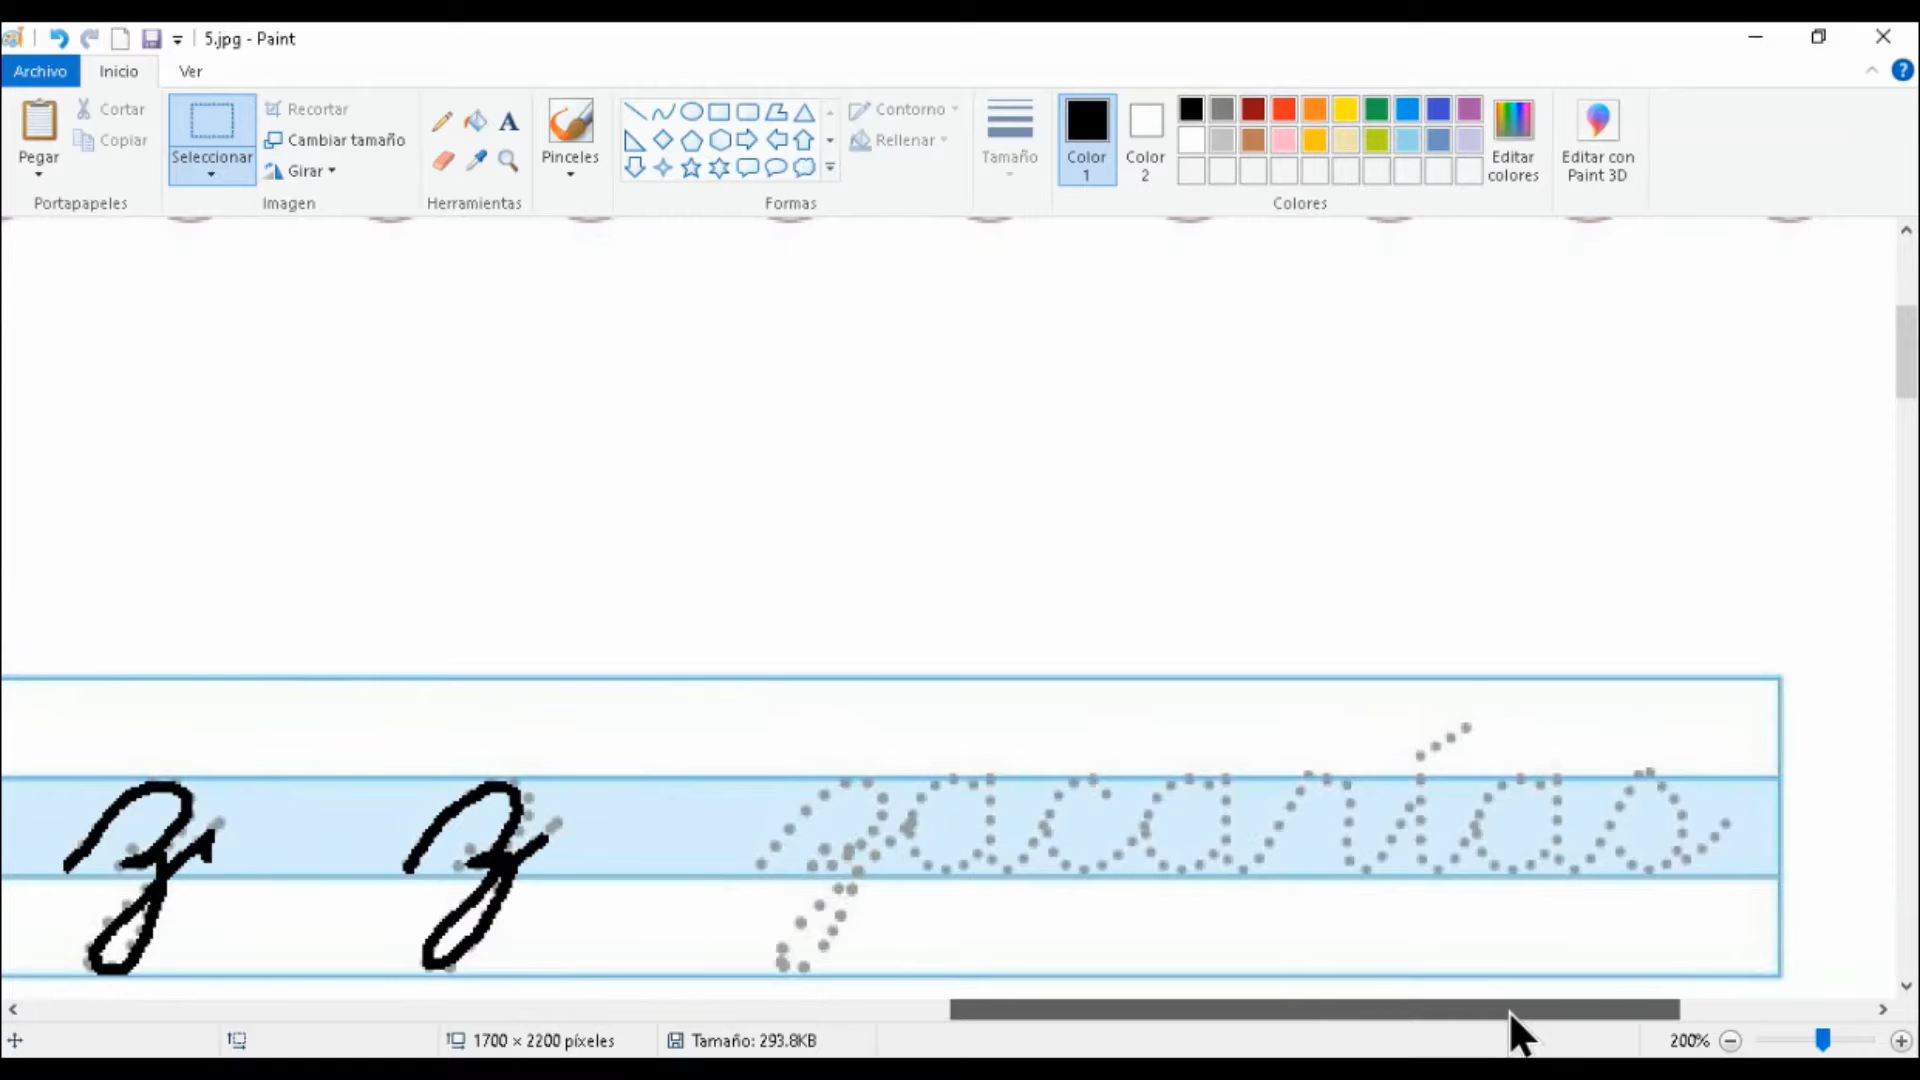 5.jpg - Paint
Archivo Inicio Ver
Pegar
Cortar
Copiar
Portapapeles
Seleccionar
Recortar
Cambiar tamaño
Girar
Imagen
A
Herramientas
Pinceles
Formas
Contorno
Rellenar
Tamaño
Color
1
Color
2
Editar
colores
Colores
Editar con
Paint 3D
z z zacarías
1700 × 2200 píxeles
Tamaño: 293.8KB
200%